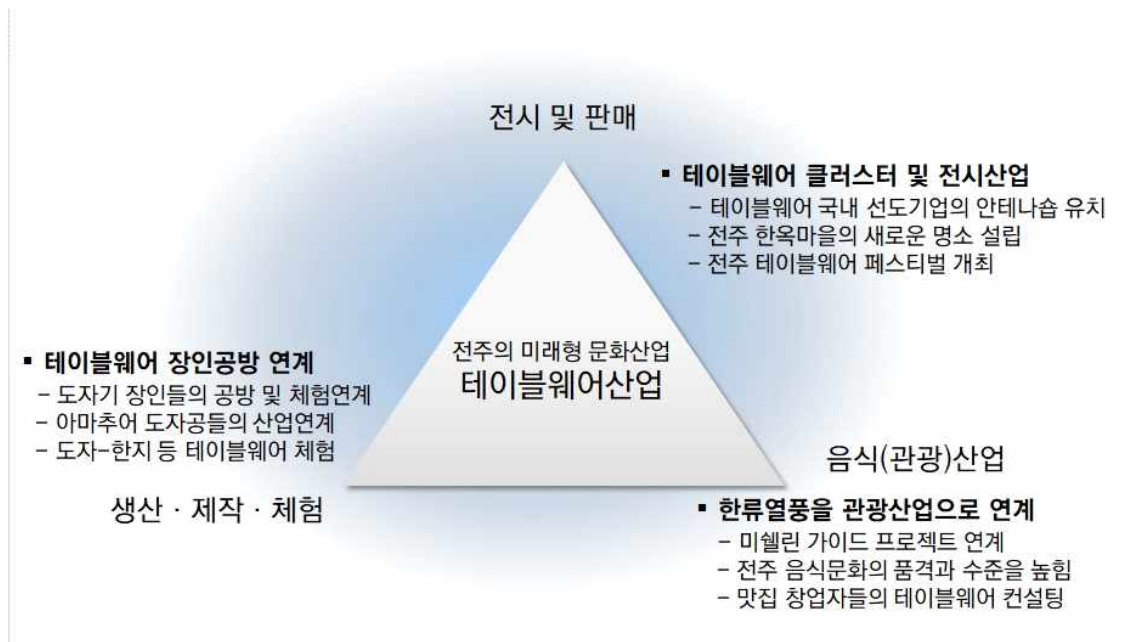 전시 및 판매
▪ 테이블웨어 클러스터 및 전시산업
– 테이블웨어 국내 선도기업의 안테나숍 유치
– 전주 한옥마을의 새로운 명소 설립
– 전주 테이블웨어 페스티벌 개최
전주의 미래형 문화산업
테이블웨어산업
▪ 테이블웨어 장인공방 연계
– 도자기 장인들의 공방 및 체험연계
– 아마추어 도자공들의 산업연계
– 도자-한지 등 테이블웨어 체험
생산 · 제작 · 체험
음식(관광)산업
▪ 한류열풍을 관광산업으로 연계
– 미쉘린 가이드 프로젝트 연계
– 전주 음식문화의 품격과 수준을 높힘
– 맛집 창업자들의 테이블웨어 컨설팅